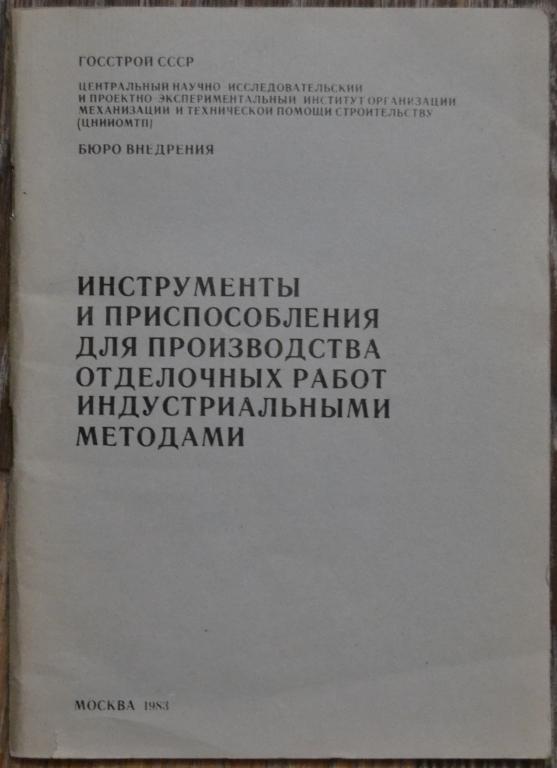 ГОССТРОЙ СССР
ЦЕНТРАЛЬНЫЙ НАУЧНО ИССЛЕДОВАТЕЛЬСКИЙ
И ПРОЕКТНО ЭКСПЕРИМЕНТАЛЬНЫЙ ИНСТИТУТ ОРГАНИЗАЦИИ
МЕХАНИЗАЦИИ И ТЕХНИЧЕСКОЙ ПОМОЩИ СТРОИТЕЛЬСТВУ
(ЦНИИОМТП)
БЮРО ВНЕДРЕНИЯ
ИНСТРУМЕНТЫ
И ПРИСПОСОБЛЕНИЯ
ДЛЯ ПРОИЗВОДСТВА
ОТДЕЛОЧНЫХ РАБОТ
ИНДУСТРИАЛЬНЫМИ
МЕТОДАМИ
МОСКВА 1983